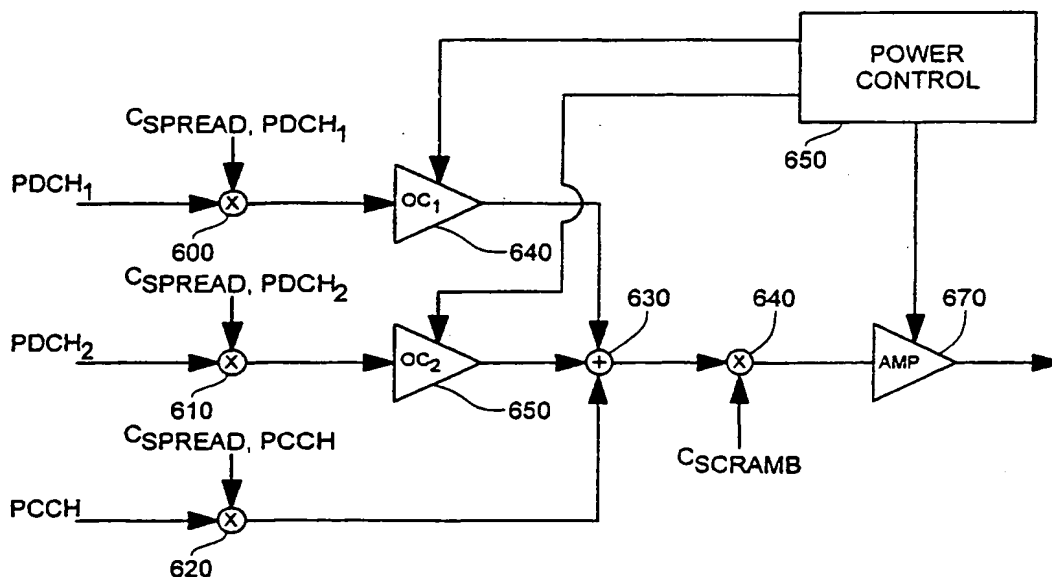 POWER
CONTROL
650
CSPREAD, PDCH1
PDCH1
X
600
OC1
640
CSPREAD, PDCH2
PDCH2
X
610
OC2
650
+
630
X
640
CSCRAMB
AMP
670
CSPREAD, PCCH
PCCH
X
620